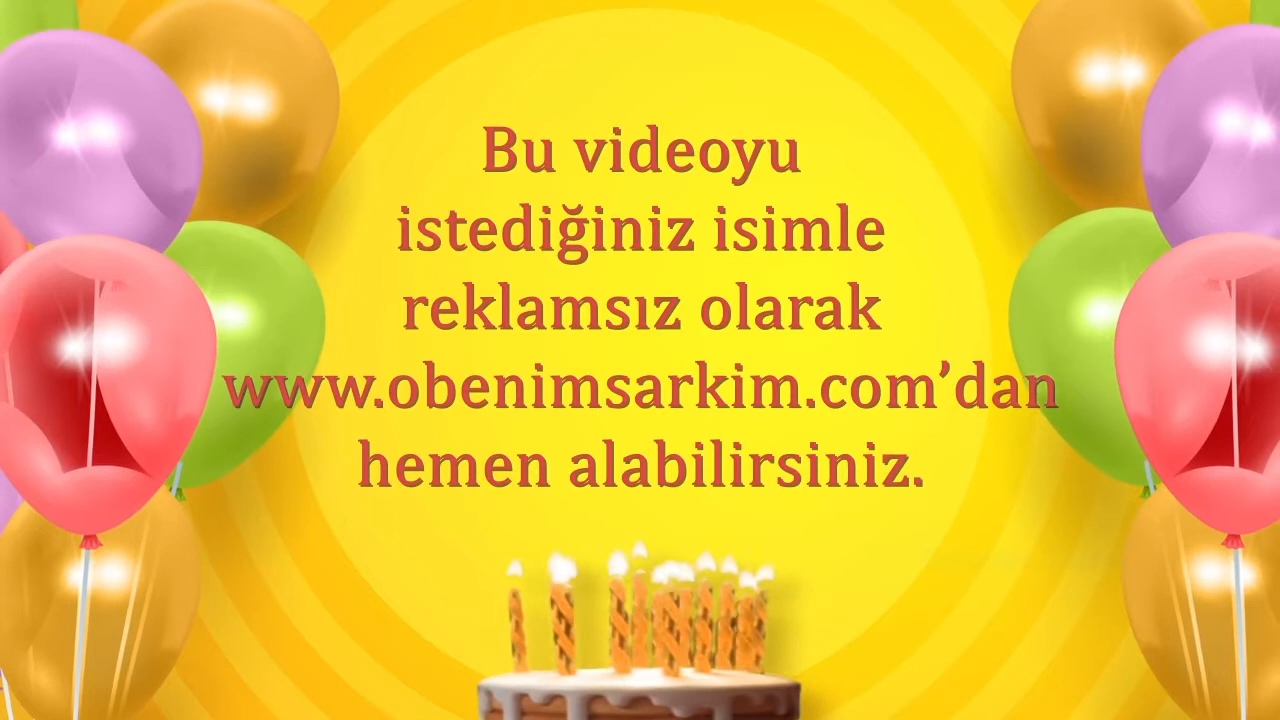 Bu videoyu
istediğiniz isimle
reklamsız olarak
www.obenimsarkim.com’dan
hemen alabilirsiniz.